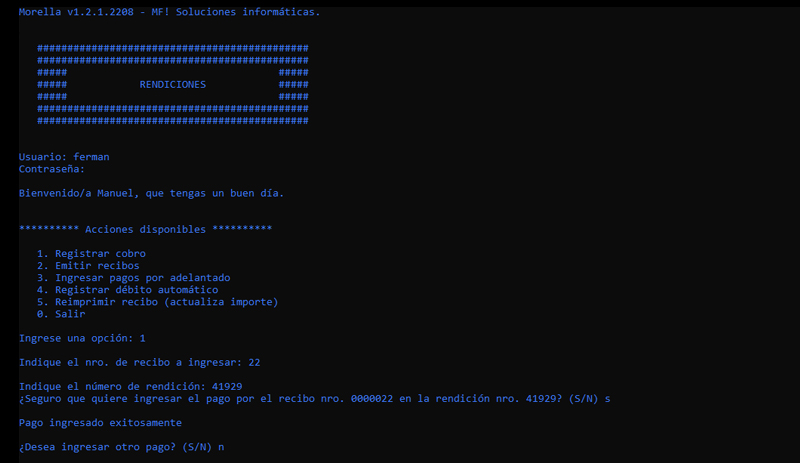 Morella v1.2.1.2208 - MF! Soluciones informáticas.
#############################################
#############################################
##### #####
##### RENDICIONES #####
##### #####
#############################################
#############################################
Usuario: ferman
Contraseña:
Bienvenido/a Manuel, que tengas un buen día.
********** Acciones disponibles **********
1. Registrar cobro
2. Emitir recibos
3. Ingresar pagos por adelantado
4. Registrar débito automático
5. Reimprimir recibo (actualiza importe)
0. Salir
Ingrese una opción: 1
Indique el nro. de recibo a ingresar: 22
Indique el número de rendición: 41929
¿Seguro que quiere ingresar el pago por el recibo nro. 0000022 en la rendición nro. 41929? (S/N) s
Pago ingresado exitosamente
¿Desea ingresar otro pago? (S/N) n